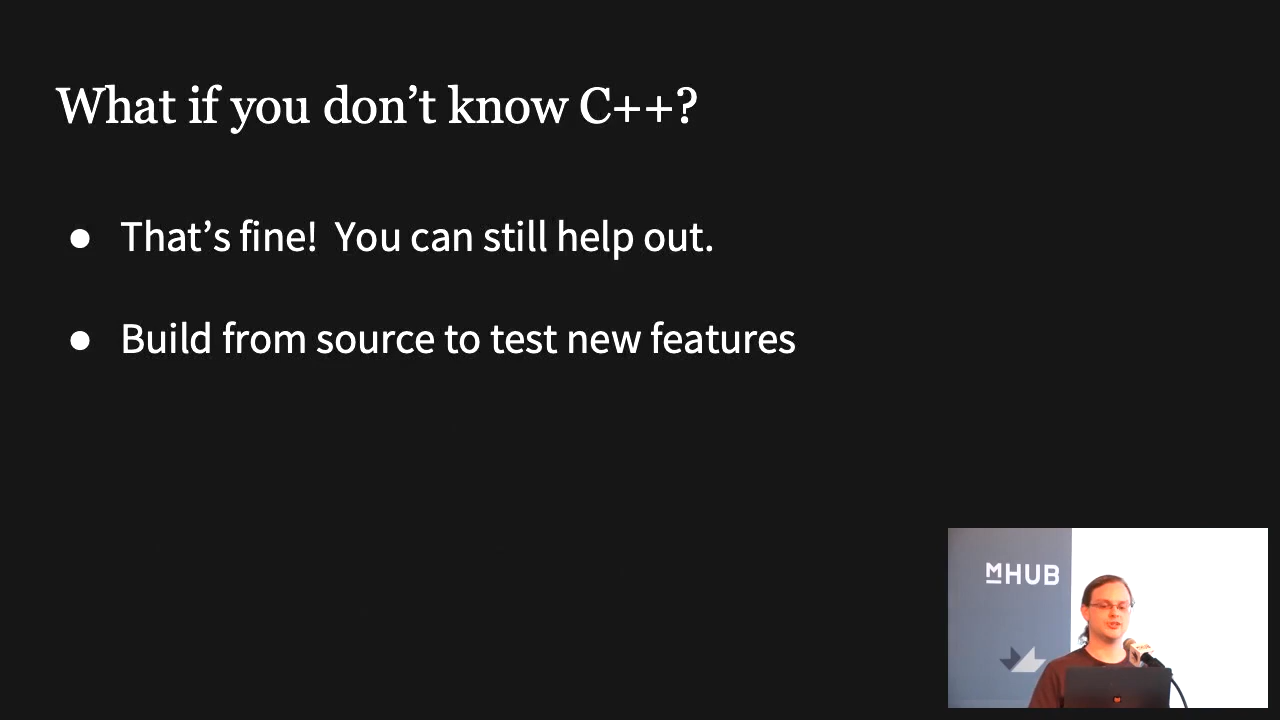 What if you don’t know C++?
● That’s fine!  You can still help out.
● Build from source to test new features
MHUB